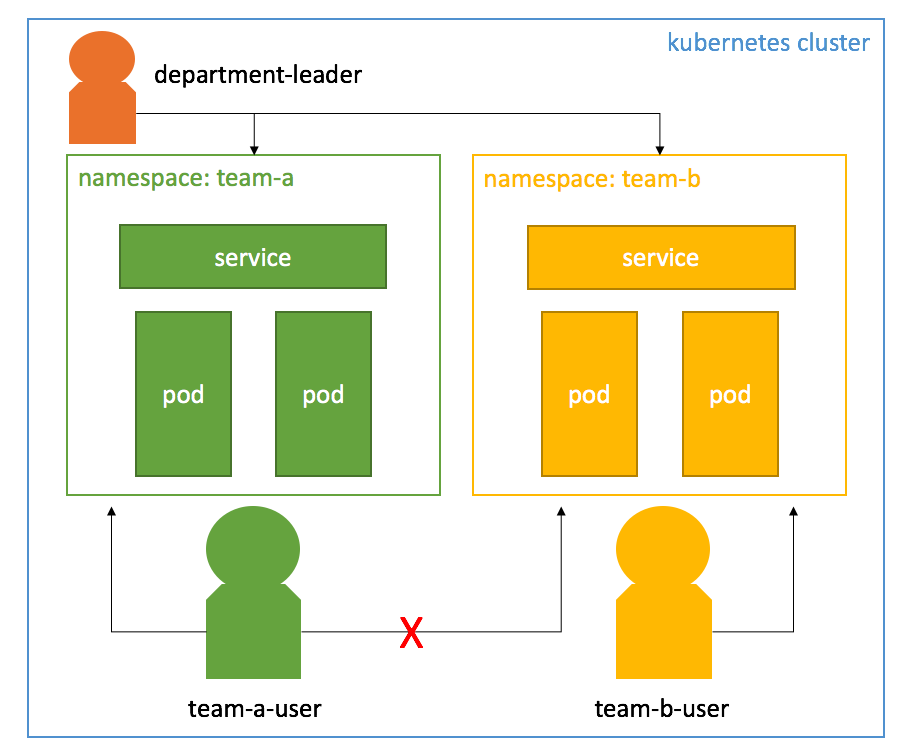 kubernetes cluster
department-leader
namespace: team-a
namespace: team-b
service
service
pod
pod
pod
pod
X
team-a-user
team-b-user